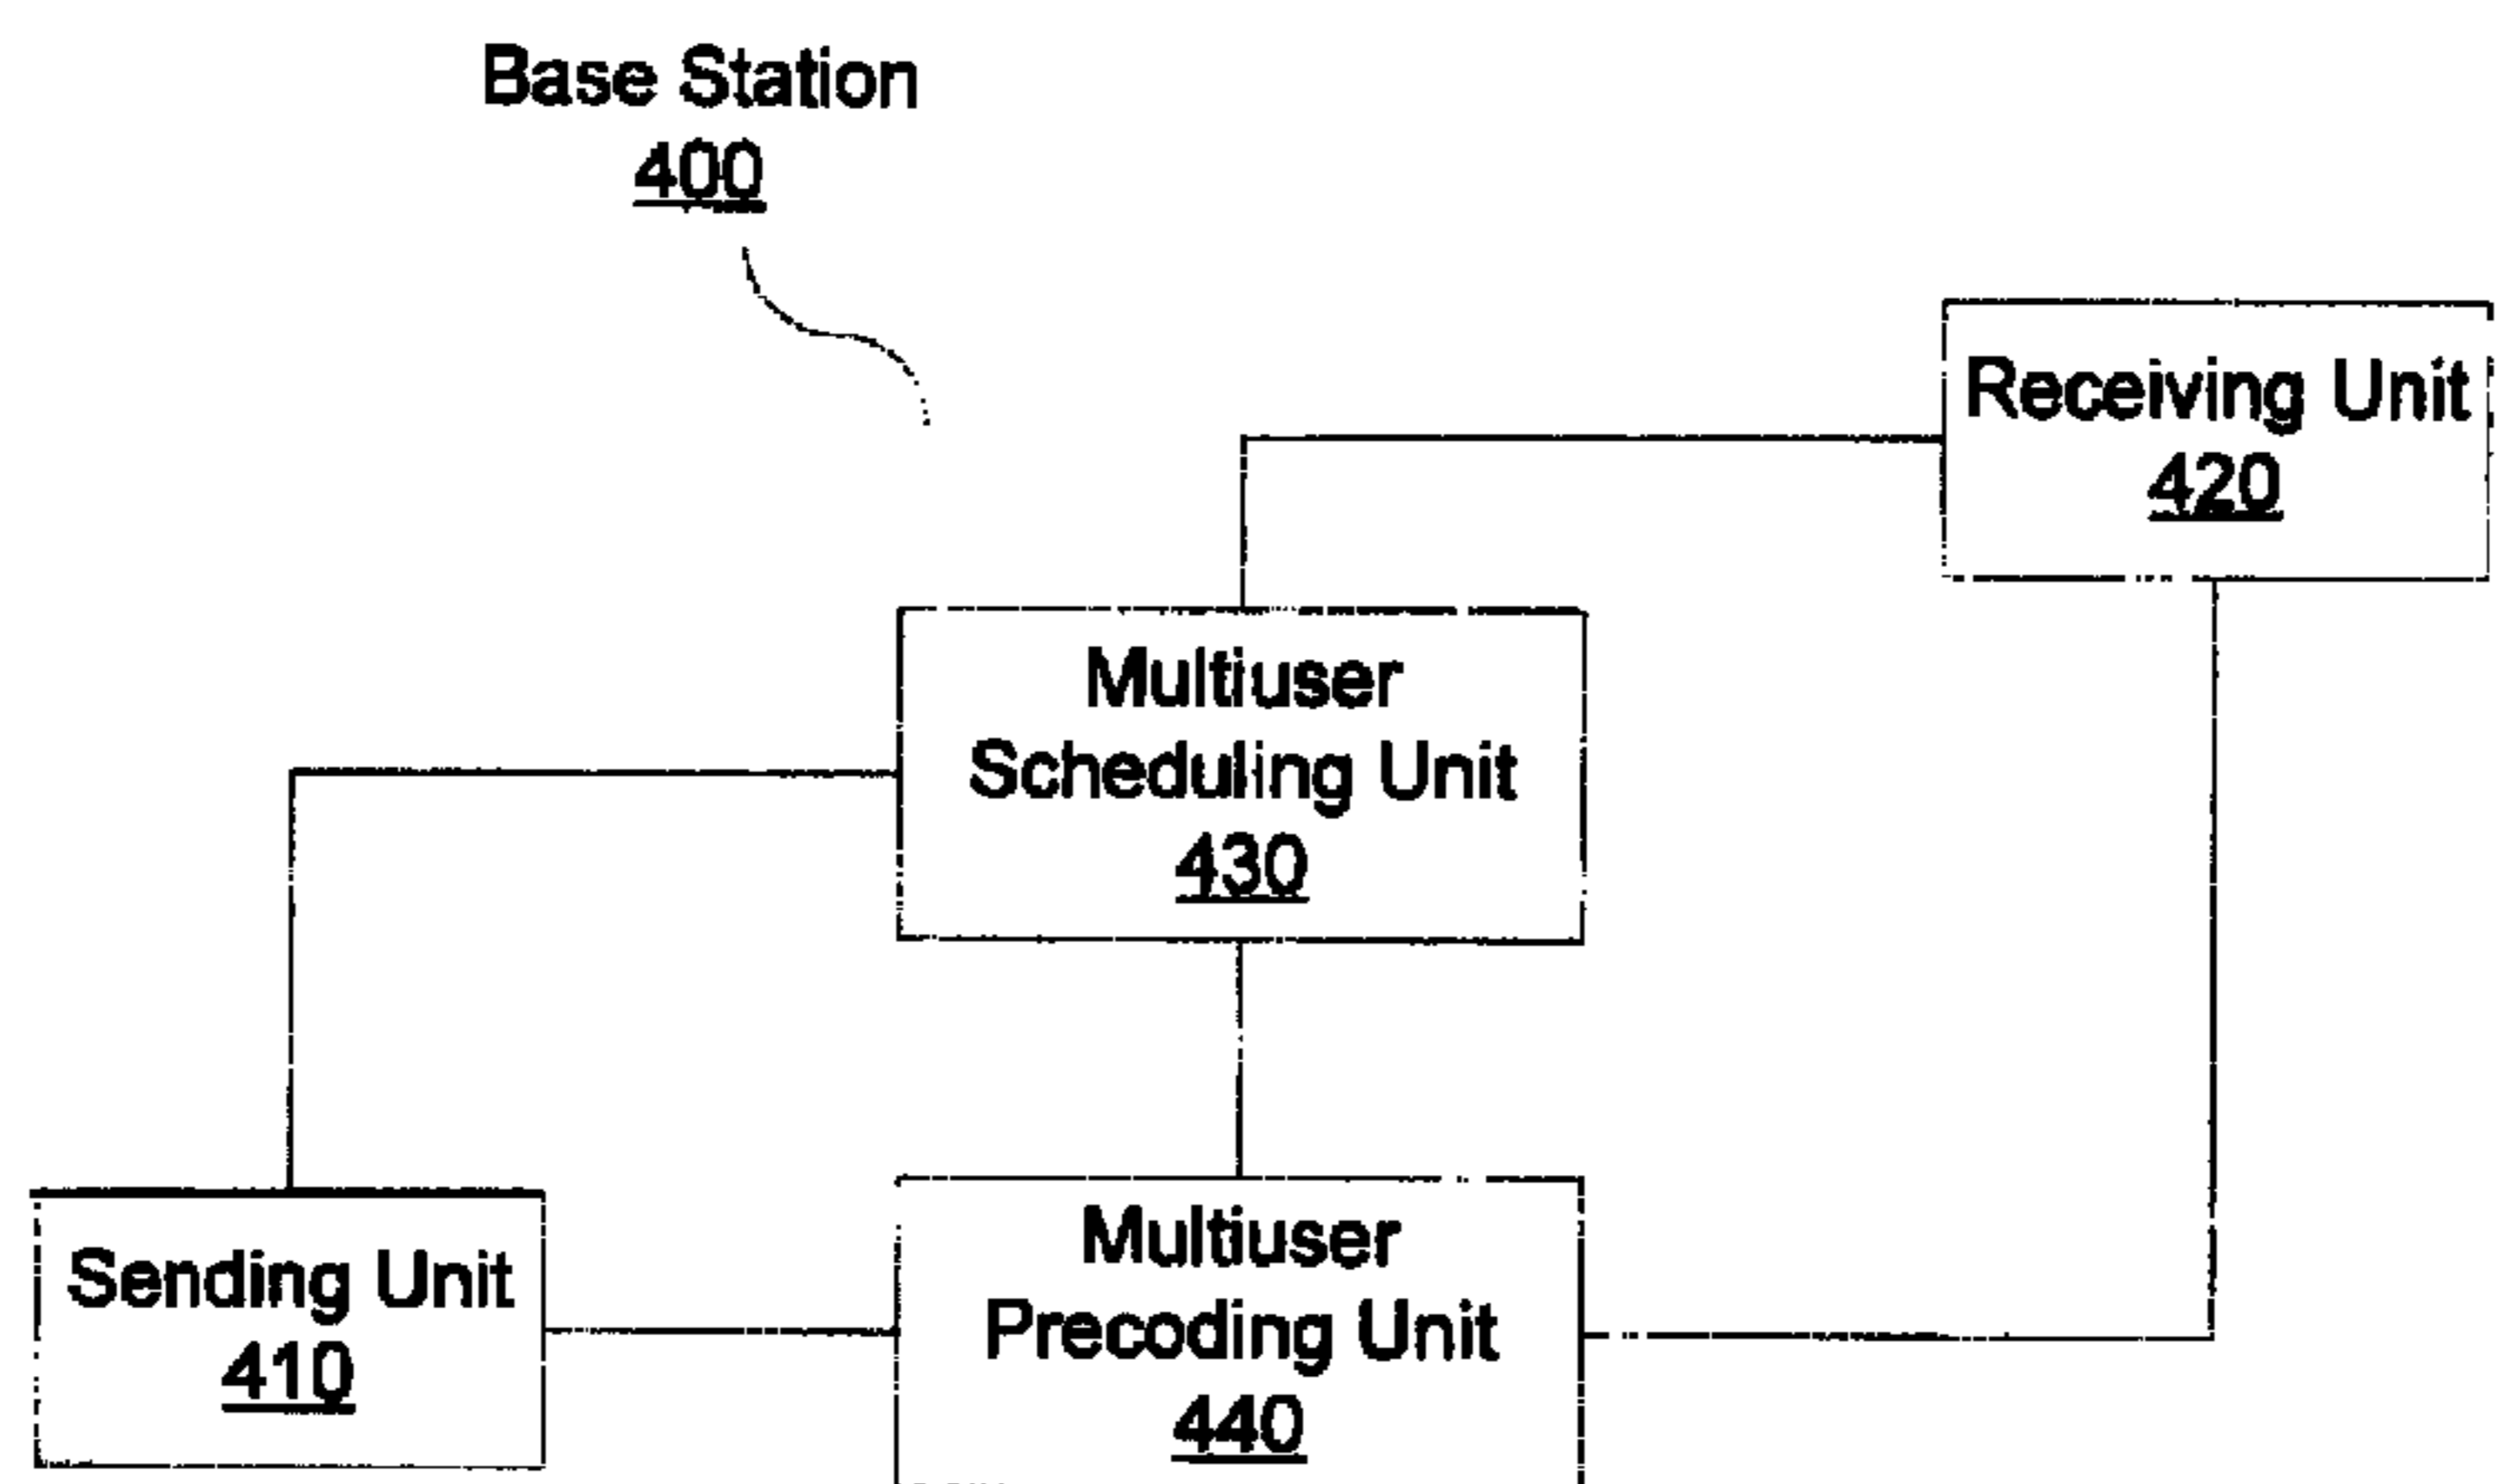 Base Station
400
Receiving Unit
420
Multiuser
Scheduling Unit
430
Sending Unit
410
Multiuser
Precoding Unit
440